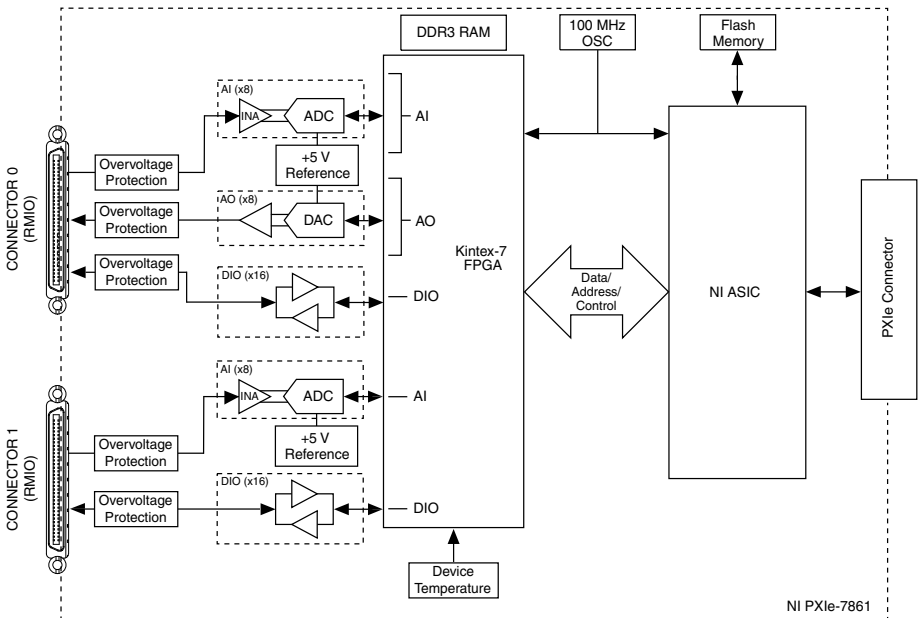 DDR3 RAM
100 MHz
OSC
Flash
Memory
CONNECTOR 0
(RMIO)
Overvoltage
Protection
AI (x8)
INA
ADC
AI
+5 V
Reference
Overvoltage
Protection
AO (x8)
DAC
AO
Overvoltage
Protection
DIO (x16)
DIO
Kintex-7
FPGA
Data/
Address/
Control
NI ASIC
PXIe Connector
CONNECTOR 1
(RMIO)
Overvoltage
Protection
AI (x8)
INA
ADC
AI
+5 V
Reference
Overvoltage
Protection
DIO (x16)
DIO
Device
Temperature
NI PXIe-7861